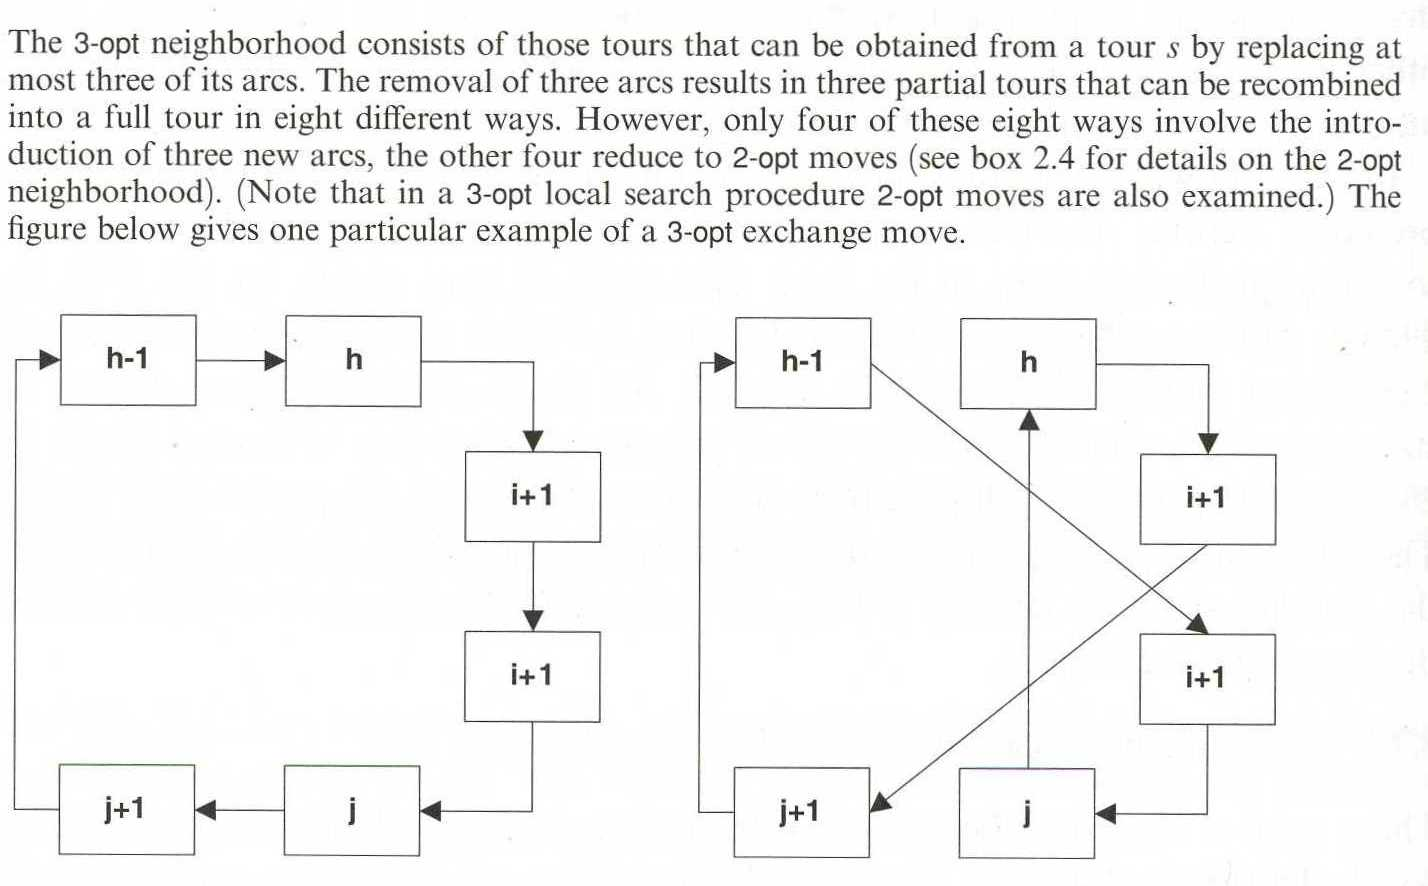 The 3-opt neighborhood consists of those tours that can be obtained from a tour s by replacing at
most three of its arcs. The removal of three arcs results in three partial tours that can be recombined
into a full tour in eight different ways. However, only four of these eight ways involve the intro-
duction of three new arcs, the other four reduce to 2-opt moves (see box 2.4 for details on the 2-opt
neighborhood). (Note that in a 3-opt local search procedure 2-opt moves are also examined.) The
figure below gives one particular example of a 3-opt exchange move.
h-1
h
i+1
i+1
j+1
j
h-1
h
i+1
i+1
j+1
j